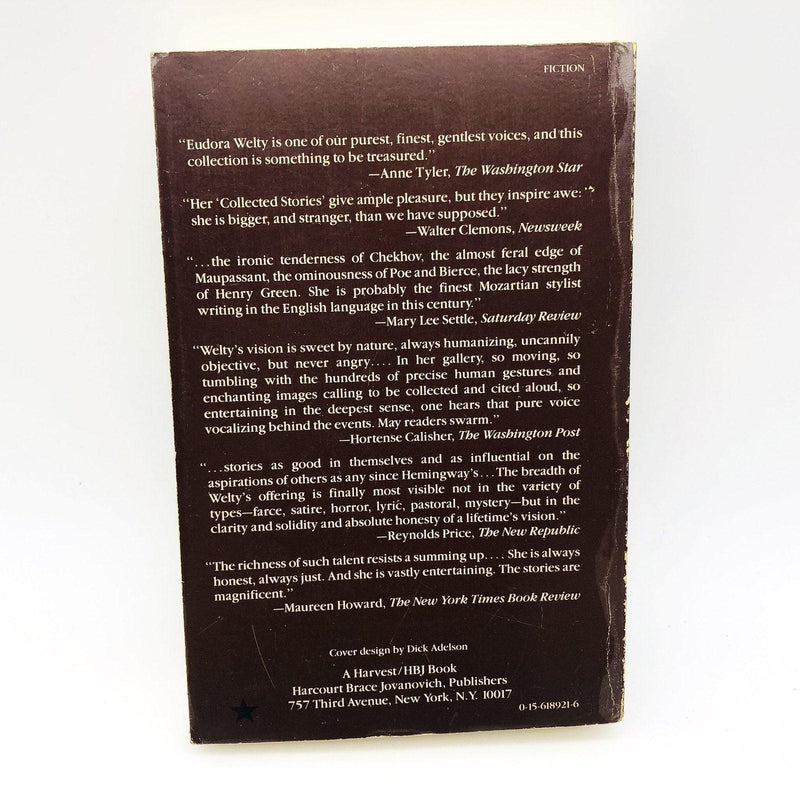 FICTION
“Eudora Welty is one of our purest, finest, gentlest voices, and this
collection is something to be treasured.”
—Anne Tyler, The Washington Star
“Her ‘Collected Stories’ give ample pleasure, but they inspire awe:”
she is bigger, and stranger, than we have supposed.”
—Walter Clemons, Newsweek
“...the ironic tenderness of Chekhov, the almost feral edge of
Maupassant, the ominousness of Poe and Bierce, the lacy strength
of Henry Green. She is probably the finest Mozartian stylist
writing in the English language in this century.”
—Mary Lee Settle, Saturday Review
“Welty’s vision is sweet by nature, always humanizing, uncannily
objective, but never angry.... In her gallery, so moving, so
tumbling with the hundreds of precise human gestures and
enchanting images calling to be collected and cited aloud, so
entertaining in the deepest sense, one hears that pure voice
vocalizing behind the events. May readers swarm.”
—Hortense Calisher, The Washington Post
“...stories as good in themselves and as influential on the
aspirations of others as any since Hemingway’s...The breadth of
Welty’s offering is finally most visible not in the variety of
types—farce, satire, horror, lyric, pastoral, mystery—but in the
clarity and solidity and absolute honesty of a lifetime’s vision.”
—Reynolds Price, The New Republic
“The richness of such talent resists a summing up.... She is always
honest, always just. And she is vastly entertaining. The stories are
magnificent.”
—Maureen Howard, The New York Times Book Review
Cover design by Dick Adelson
A Harvest/HBJ Book
Harcourt Brace Jovanovich, Publishers
757 Third Avenue, New York, N.Y. 10017
0-15-618921-6